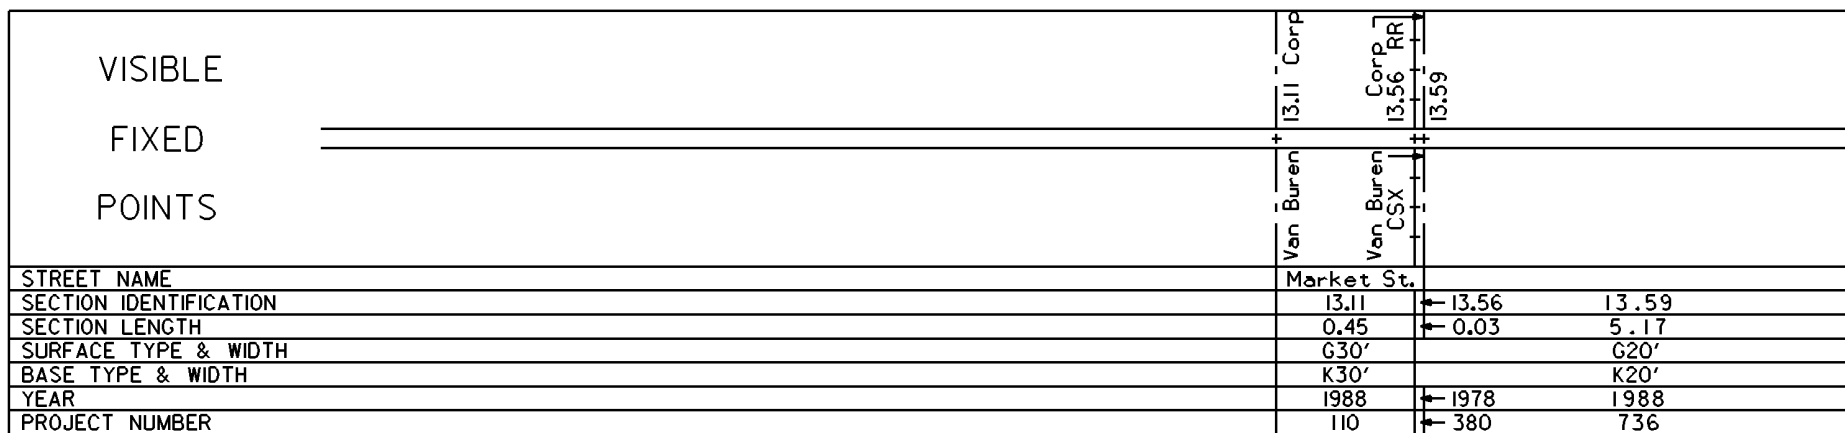 VISIBLE
FIXED
POINTS
13.11 Corp
Corp
13.56 RR
13.59
Van Buren
Van Buren
CSX
STREET NAME Market St.
SECTION IDENTIFICATION 13.11 13.56 13.59
SECTION LENGTH 0.45 0.03 5.17
SURFACE TYPE & WIDTH G30' G20'
BASE TYPE & WIDTH K30' K20'
YEAR 1988 1978 1988
PROJECT NUMBER 110 380 736